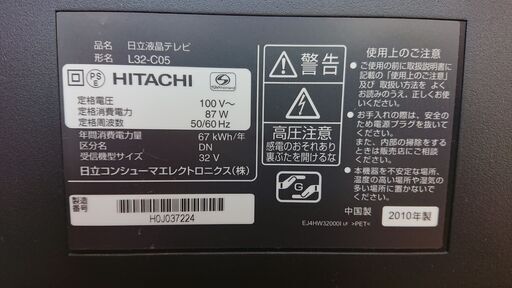 品名 日立液晶テレビ
形名 L32-C05
PS
E
HITACHI
定格電圧 100 V〜
定格消費電力 87 W
定格周波数 50/60 Hz
年間消費電力量 67 kWh/年
区分名 DN
受信機型サイズ 32 V
日立コンシューマエレクトロニクス(株)
製造
番号
H0J037224
警告
高圧注意
感電のおそれあり
裏ぶたを開けるな
G
使用上のご注意
●ご使用の前に取扱説明書に
記載の「使用上のご注意」
及び 取扱い方法を よく
お読みのうえ、正しくお使
いください。
●お手入れの際は、安全の
ため電源プラグを抜いて
ください。
また、内部の掃除をする
ときは販売店にご相談
ください。
●本機器を不安定な場所、
温度の高い場所や湿気の
多い場所に置かないで
ください。
中国製
2010年製
EJ4HW32000I
>PET<